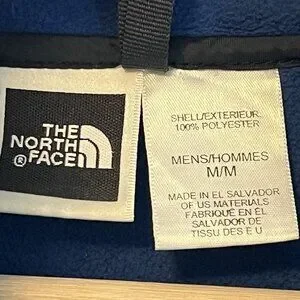 THE
NORTH
FACE
®
SHELL/EXTERIEUR:
100% POLYESTER
MENS/HOMMES
M/M
MADE IN EL SALVADOR
OF US MATERIALS
FABRIQUÉ EN EL
SALVADOR DE
TISSU DES E U